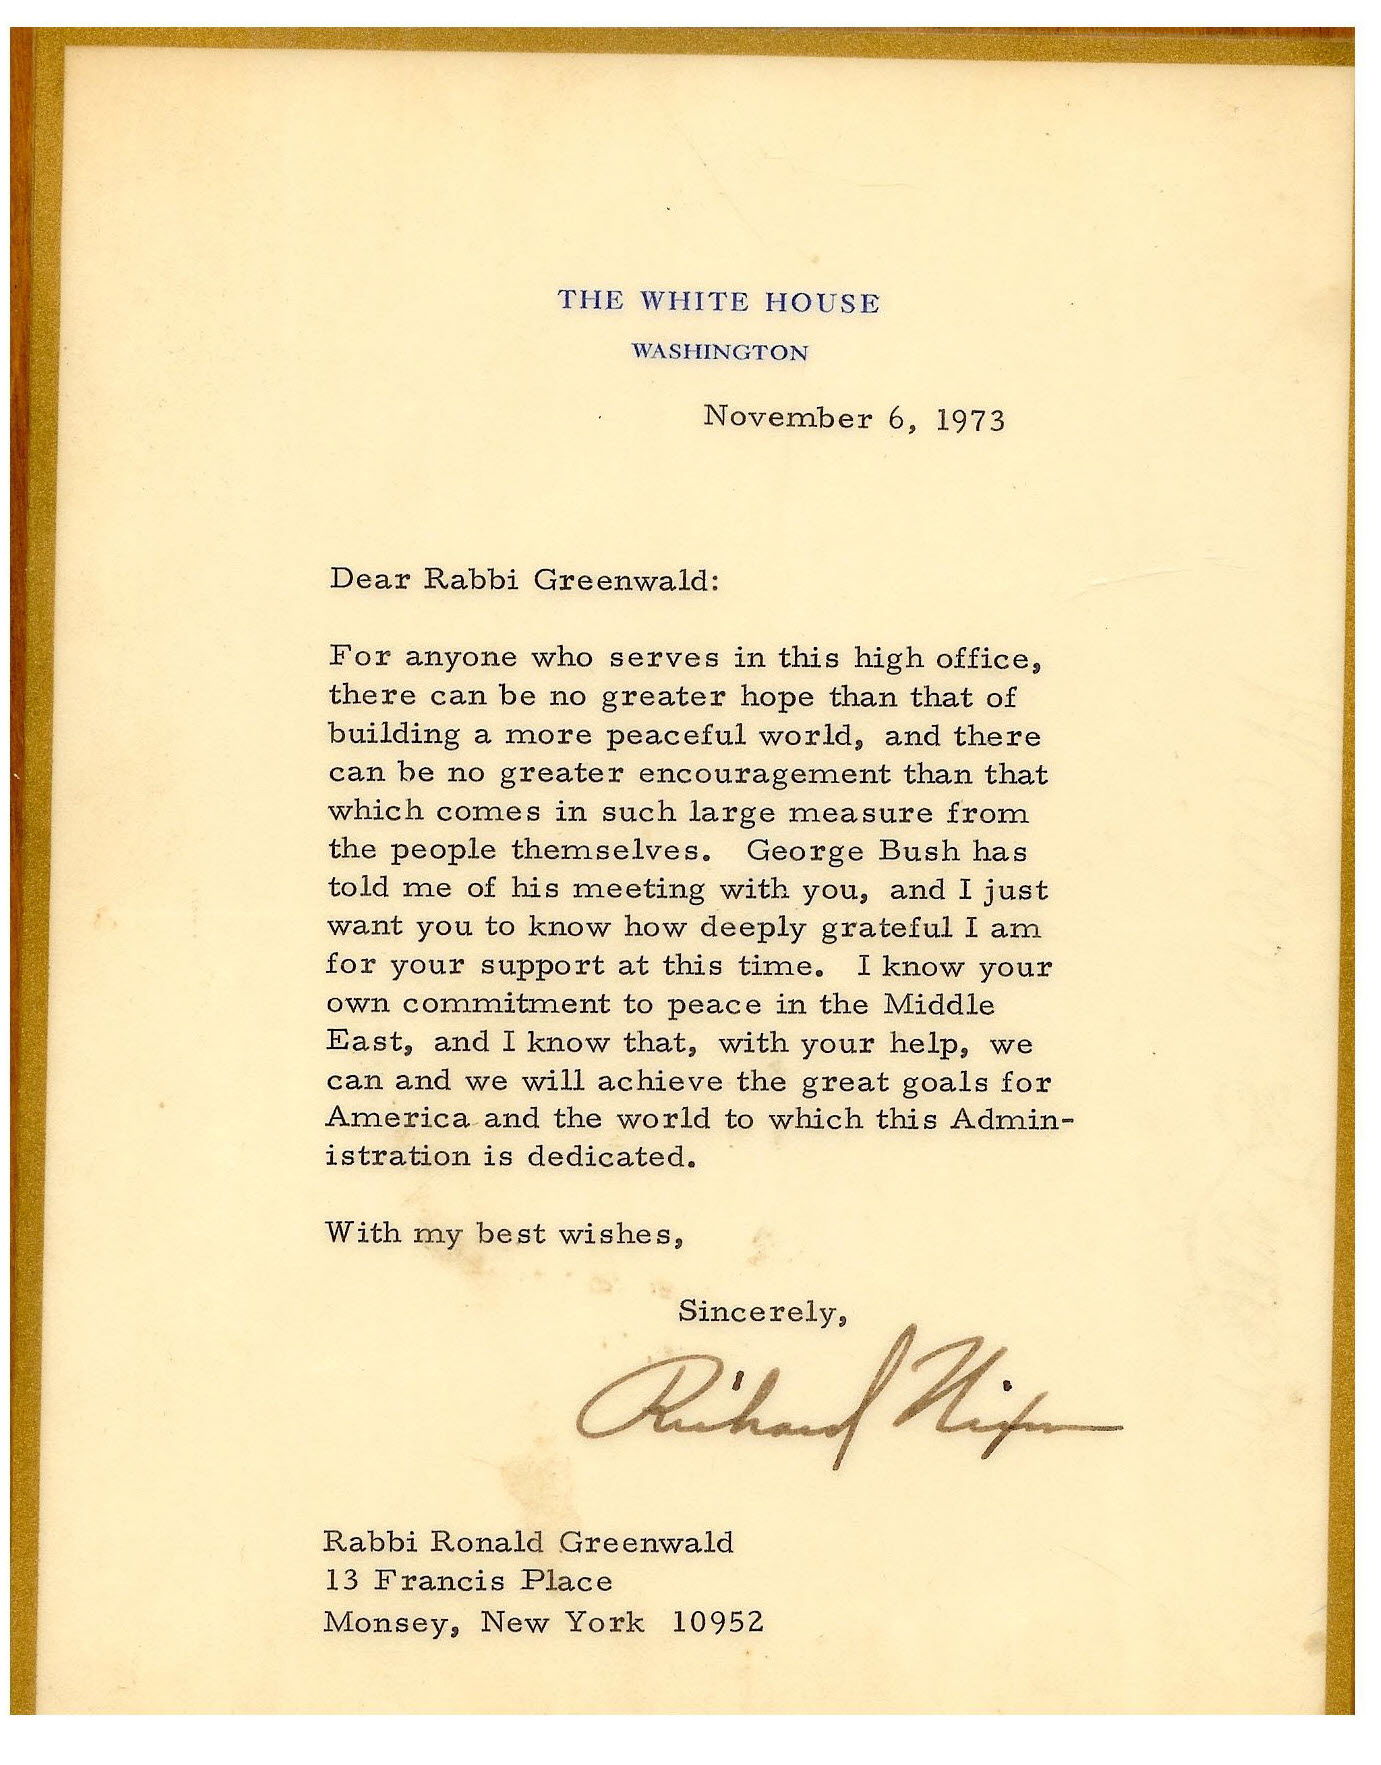 THE WHITE HOUSE
WASHINGTON
November 6, 1973
Dear Rabbi Greenwald:
For anyone who serves in this high office,
there can be no greater hope than that of
building a more peaceful world, and there
can be no greater encouragement than that
which comes in such large measure from
the people themselves. George Bush has
told me of his meeting with you, and I just
want you to know how deeply grateful I am
for your support at this time. I know your
own commitment to peace in the Middle
East, and I know that, with your help, we
can and we will achieve the great goals for
America and the world to which this Admin-
istration is dedicated.
With my best wishes,
Sincerely,
Richard Nixon
Rabbi Ronald Greenwald
13 Francis Place
Monsey, New York 10952